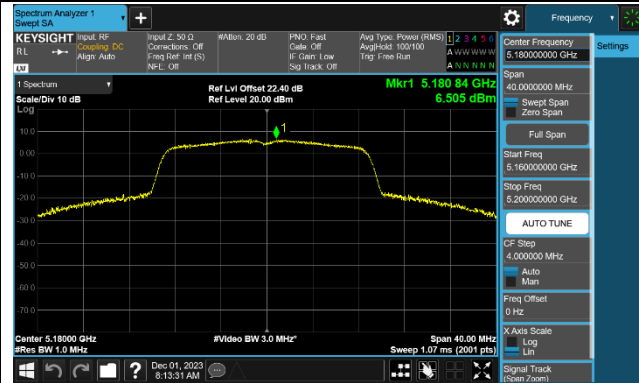 Spectrum Analyzer 1
Swept SA
Frequency
KEYSIGHT
RL
LXI
Input: RF
Coupling: DC
Align: Auto
Input Z: 50 Ω
Corrections: Off
Freq Ref: Int (S)
NFE: Off
#Atten: 20 dB
PNO: Fast
Gate: Off
IF Gain: Low
Sig Track: Off
Avg Type: Power (RMS)
Avg|Hold: 100/100
Trig: Free Run
1 2 3 4 5 6
A W W W W W
A N N N N N
1 Spectrum
Scale/Div 10 dB
Log
Ref Lvl Offset 22.40 dB
Ref Level 20.00 dBm
Mkr1 5.180 84 GHz
6.505 dBm
1
10.0
0.00
-10.0
-20.0
-30.0
-40.0
-50.0
-60.0
-70.0
Center 5.18000 GHz
#Res BW 1.0 MHz
#Video BW 3.0 MHz*
Span 40.00 MHz
Sweep 1.07 ms (2001 pts)
Dec 01, 2023
8:13:31 AM
?
Settings
Center Frequency
5.180000000 GHz
Span
40.0000000 MHz
Swept Span
Zero Span
Full Span
Start Freq
5.160000000 GHz
Stop Freq
5.200000000 GHz
AUTO TUNE
CF Step
4.000000 MHz
Auto
Man
Freq Offset
0 Hz
X Axis Scale
Log
Lin
Signal Track
(Span Zoom)